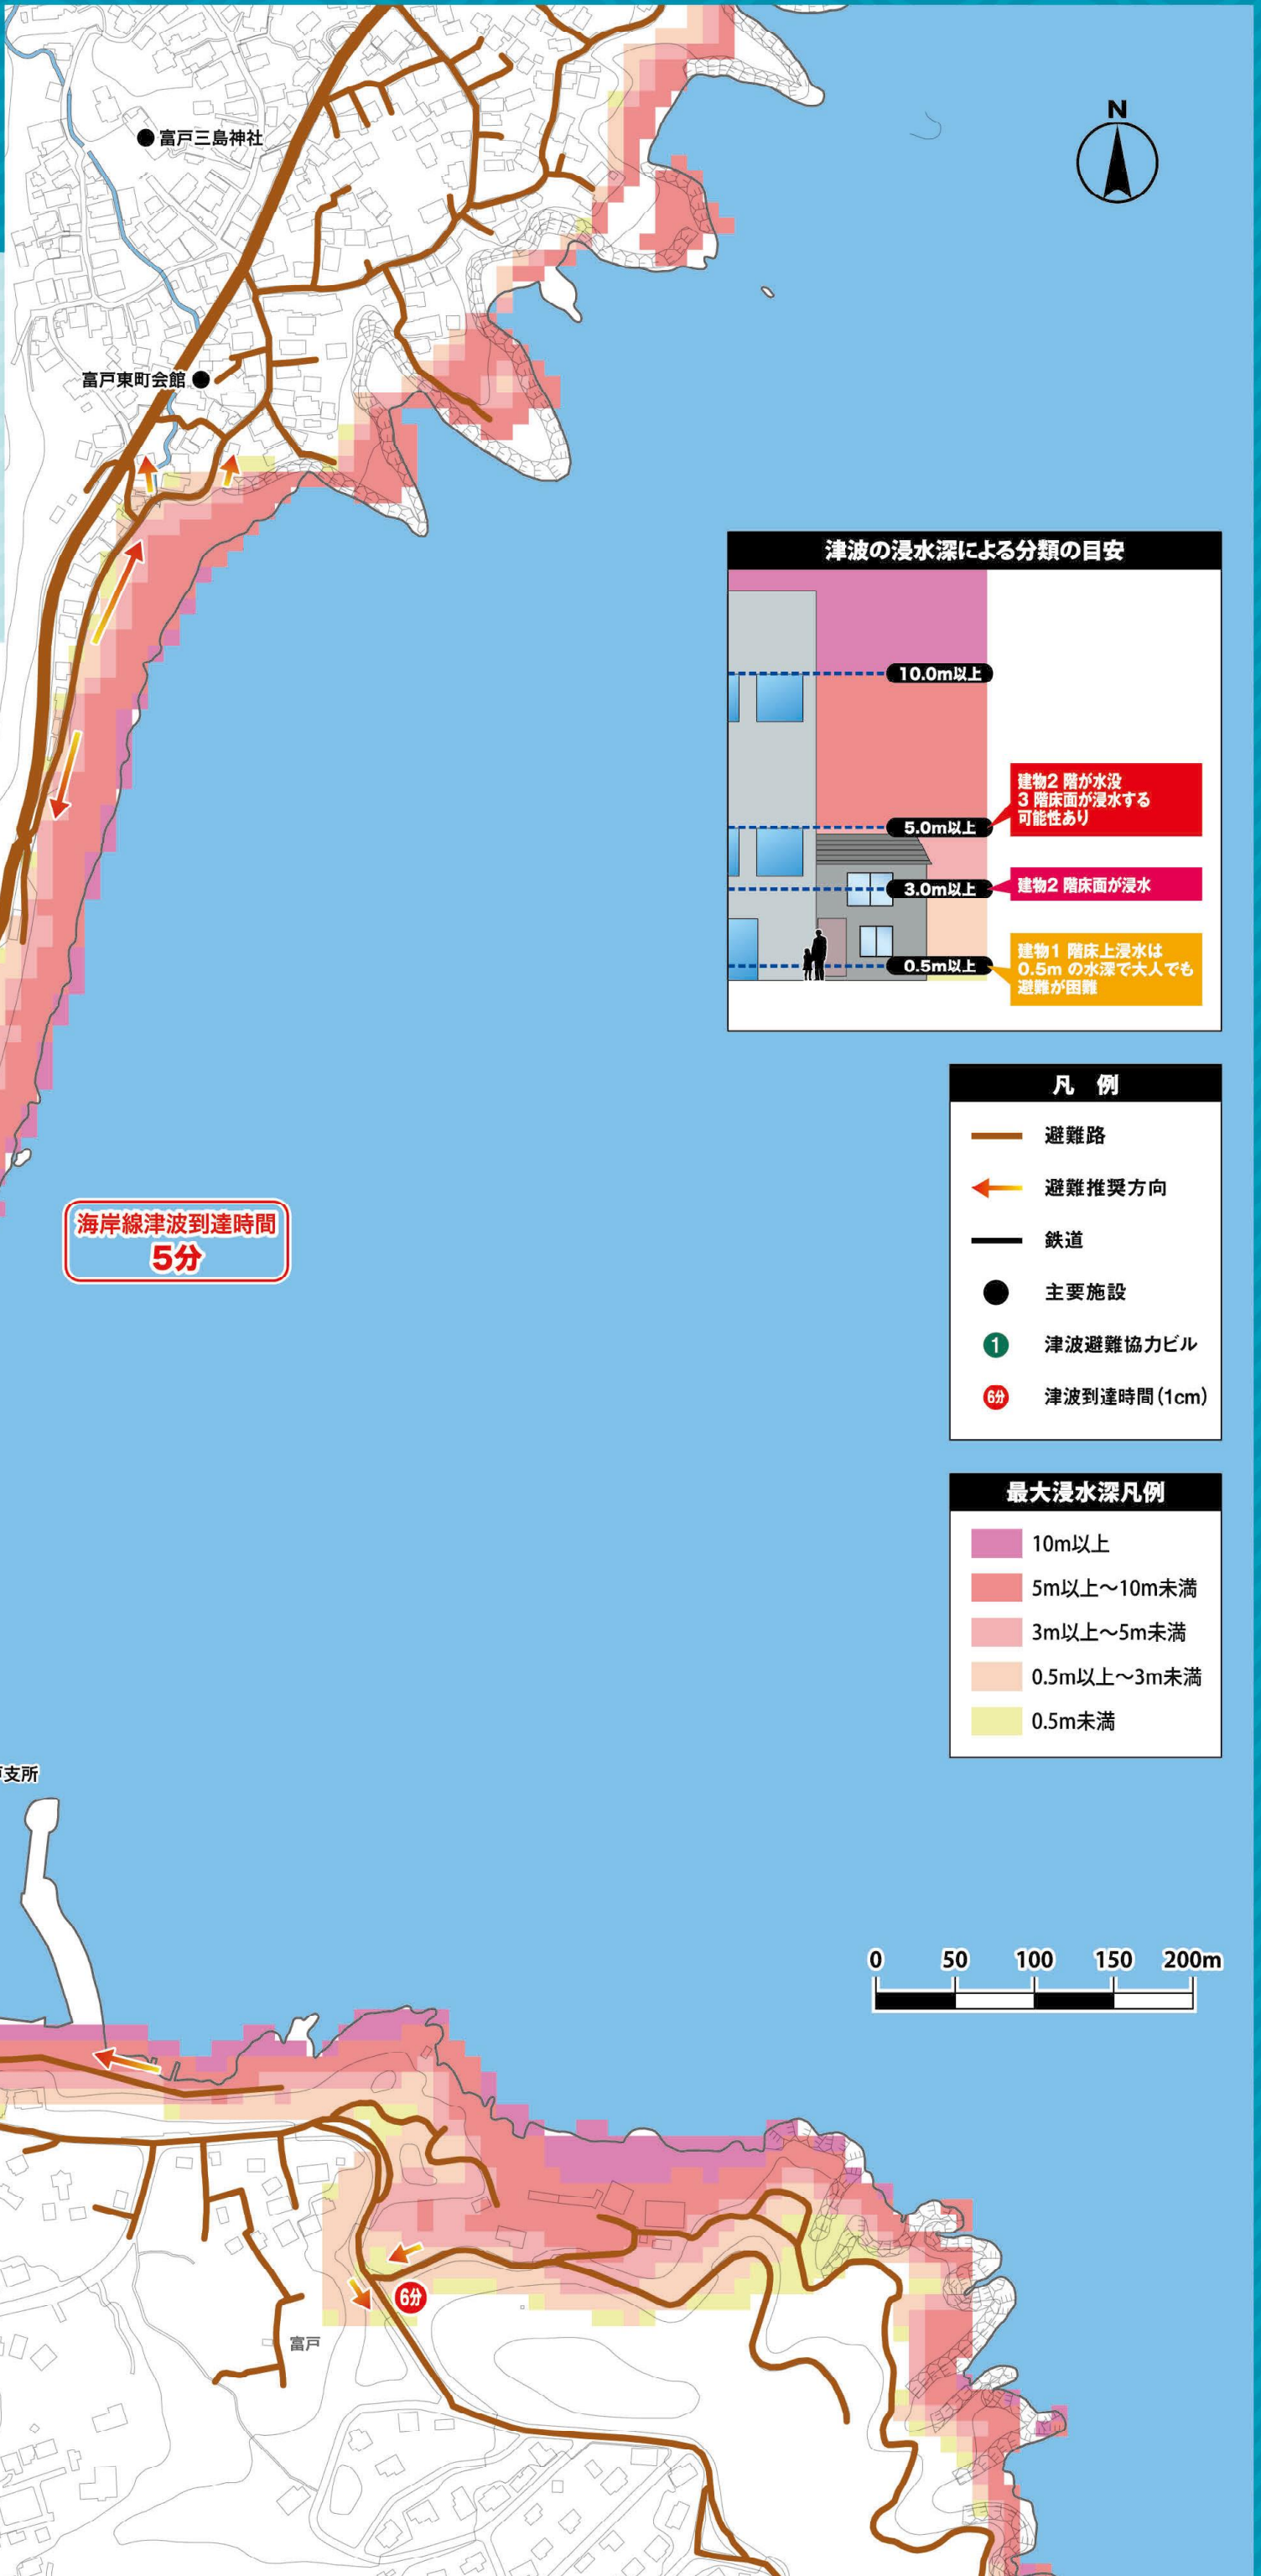 N
富戸三島神社
富戸東町会館
津波の浸水深による分類の目安
10.0m以上
建物2階が水没
3階床面が浸水する
可能性あり
5.0m以上
3.0m以上
建物2階床面が浸水
建物1階床上浸水は
0.5mの水深で大人でも
避難が困難
0.5m以上
凡 例
避難路
避難推奨方向
鉄道
主要施設
1 津波避難協力ビル
6分 津波到達時間(1cm)
海岸線津波到達時間
5分
最大浸水深凡例
10m以上
5m以上～10m未満
3m以上～5m未満
0.5m以上～3m未満
0.5m未満
支所
0 50 100 150 200m
6分
富戸